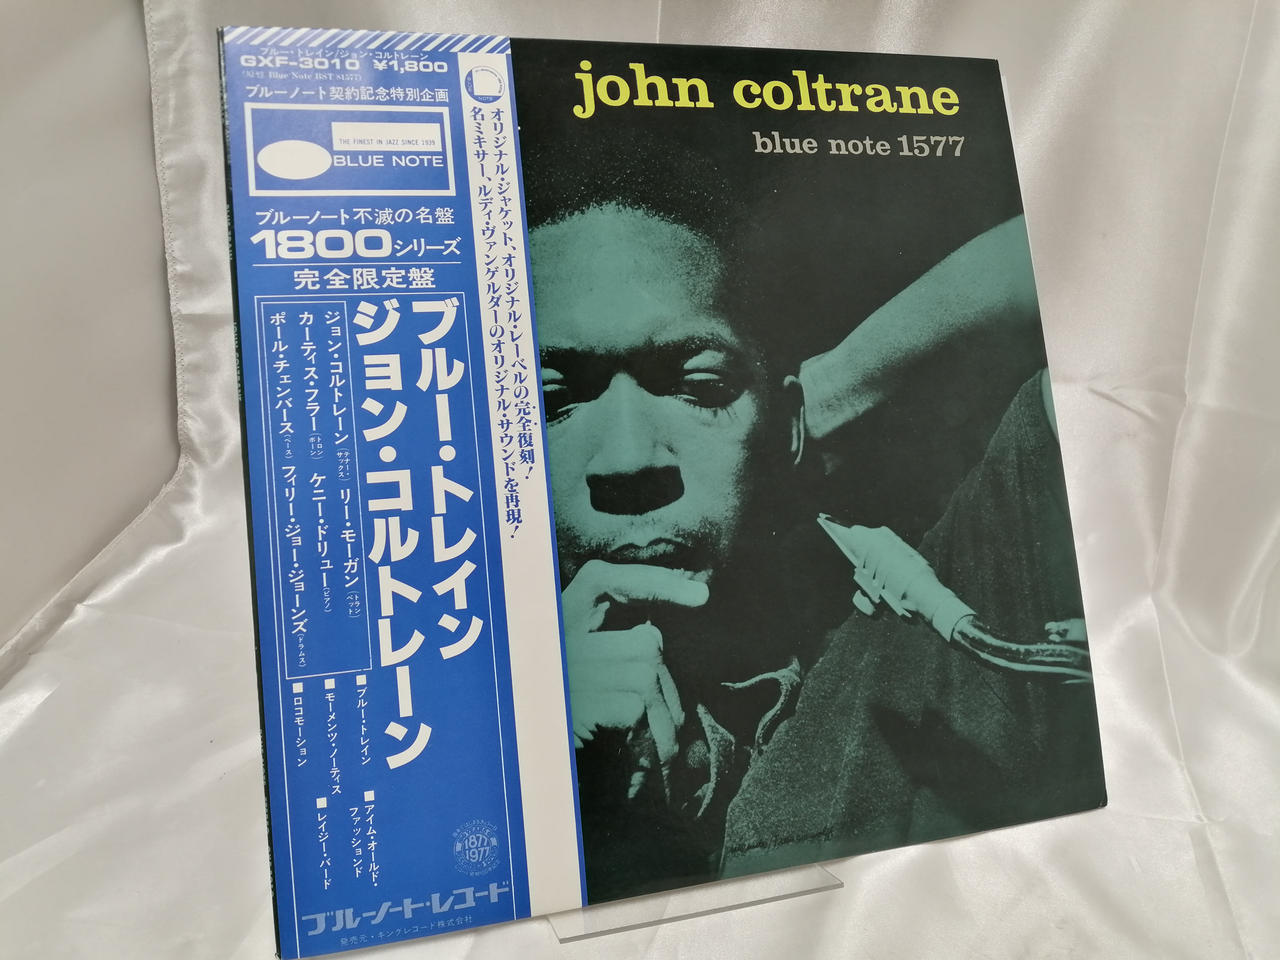 ブルー・トレイン/ジョン・コルトレーン
GXF-3010 ¥1,800
(原盤 Blue Note BST 81577)
ブルーノート契約記念特別企画
THE FINEST IN JAZZ SINCE 1939
BLUE NOTE
ブルーノート不滅の名盤
1800シリーズ
完全限定盤
ブルー・トレイン
ジョン・コルトレーン
ジョン・コルトレーン(テナー・サックス) リー・モーガン(トランペット)
カーティス・フラー(トロンボーン) ケニー・ドリュー(ピアノ)
ポール・チェンバース(ベース) フィリー・ジョー・ジョーンズ(ドラムス)
■ブルー・トレイン
■モーメンツ・ノーティス
■ロコモーション
■アイム・オールド・ファッションド
■レイジー・バード
1877
1977
ブルーノート・レコード
発売元・キングレコード株式会社
オリジナル・ジャケット、オリジナル・レーベルの完全復刻!
名ミキサー、ルディ・ヴァンゲルダーのオリジナル・サウンドを再現!
john coltrane
blue note 1577